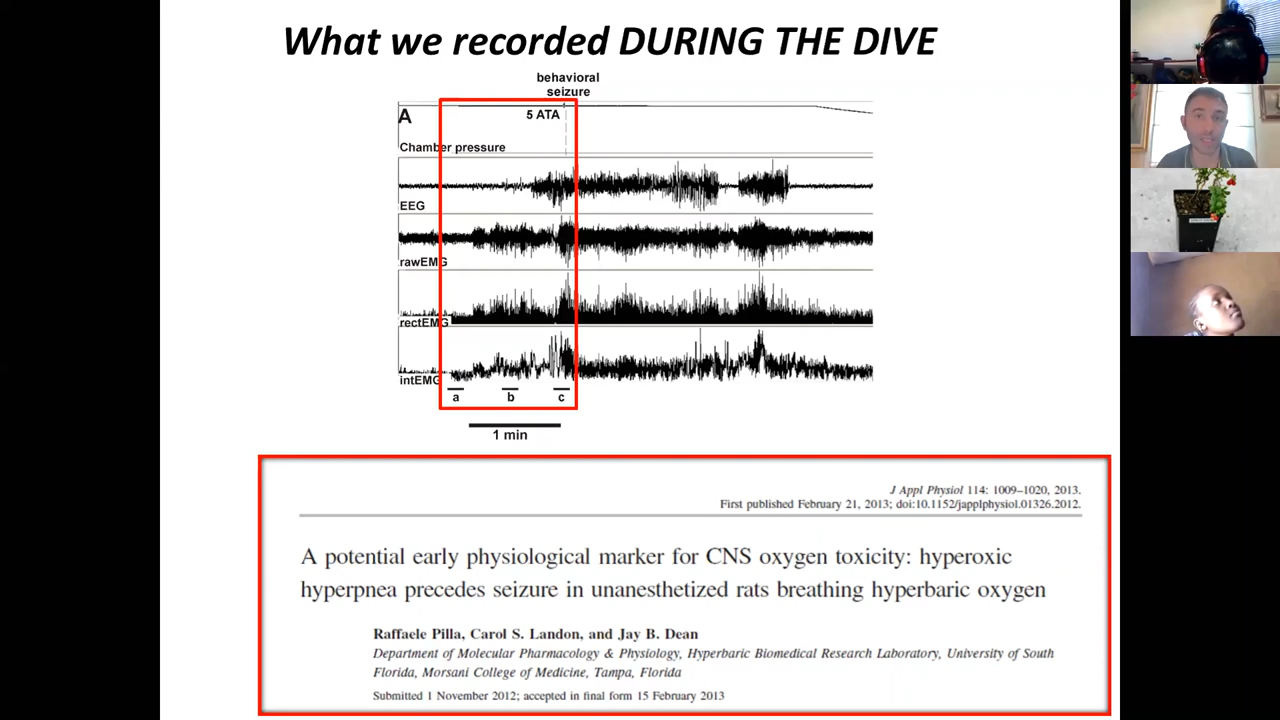 What we recorded DURING THE DIVE
behavioral
seizure
A
5 ATA
Chamber pressure
EEG
rawEMG
rectEMG
intEMG
a b c
1 min
J Appl Physiol 114: 1009–1020, 2013.
First published February 21, 2013; doi:10.1152/japplphysiol.01326.2012.
A potential early physiological marker for CNS oxygen toxicity: hyperoxic
hyperpnea precedes seizure in unanesthetized rats breathing hyperbaric oxygen
Raffaele Pilla, Carol S. Landon, and Jay B. Dean
Department of Molecular Pharmacology & Physiology, Hyperbaric Biomedical Research Laboratory, University of South
Florida, Morsani College of Medicine, Tampa, Florida
Submitted 1 November 2012; accepted in final form 15 February 2013